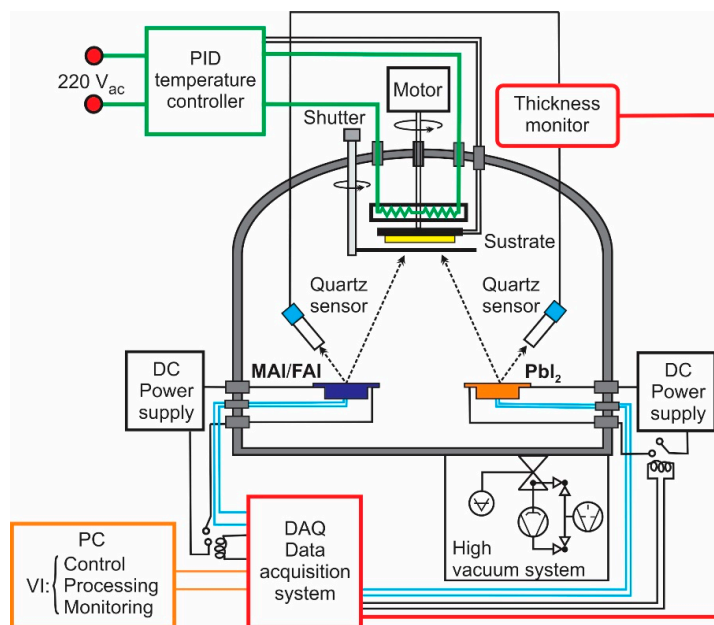 PID
temperature
controller
220 Vac
Motor
Thickness
monitor
Shutter
Sustrate
Quartz
sensor
Quartz
sensor
MAI/FAI
PbI2
DC
Power
supply
DC
Power
supply
PC
VI:
Control
Processing
Monitoring
DAQ
Data
acquisition
system
High
vacuum system